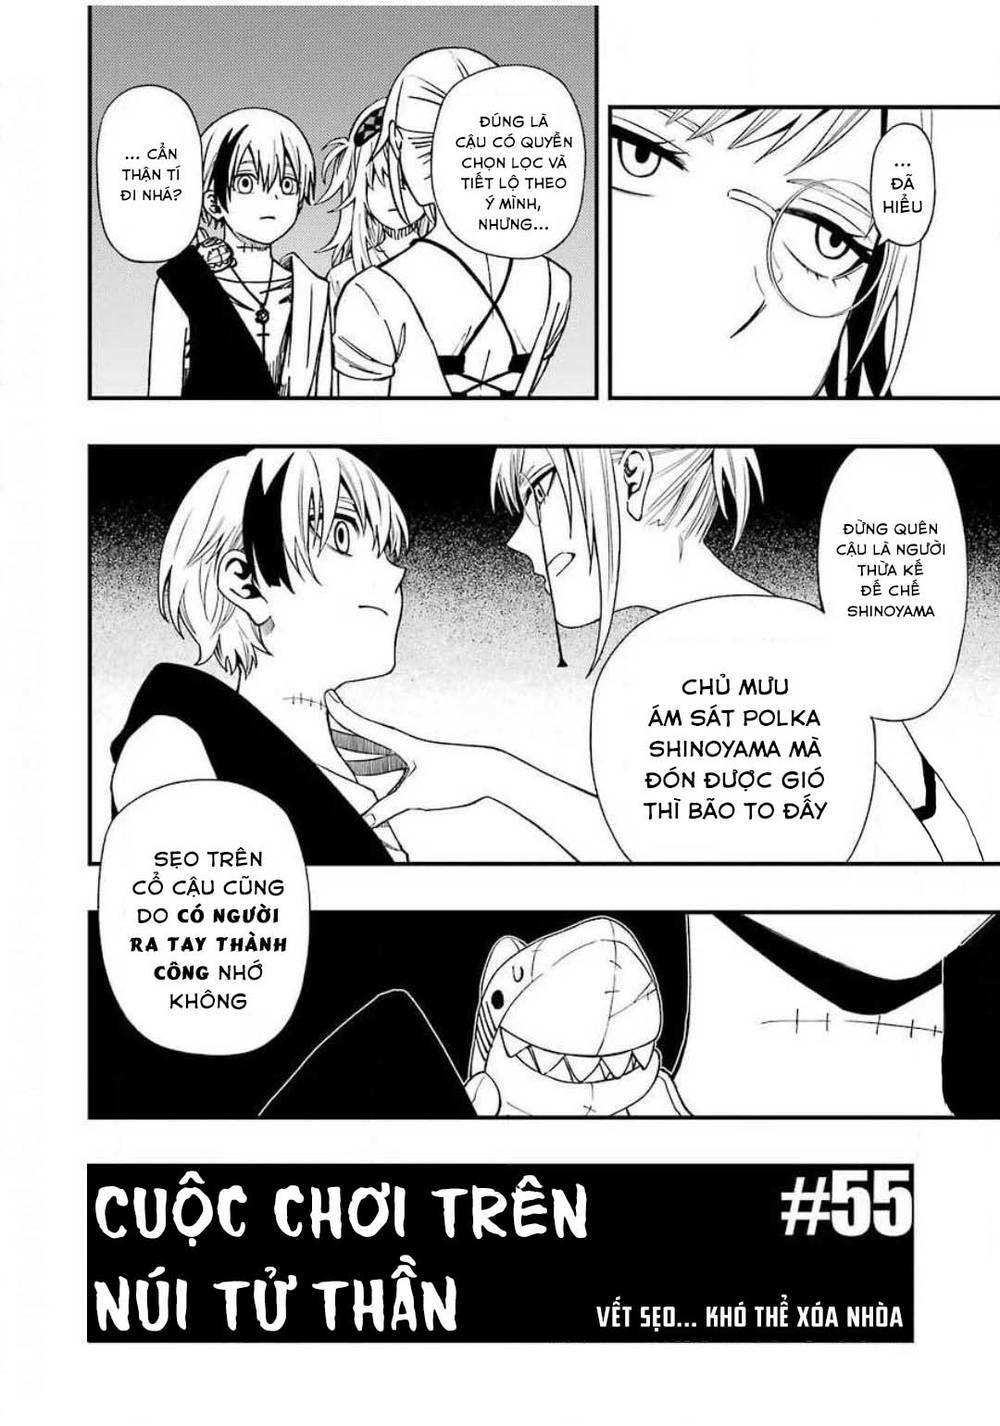 ... ĐÃ
HIỂU
ĐÚNG LÀ
CẬU CÓ QUYỀN
CHỌN LỌC VÀ
TIẾT LỘ THEO
Ý MÌNH,
NHƯNG...
... CẨN
THẬN TÍ
ĐI NHÁ?
ĐỪNG QUÊN
CẬU LÀ NGƯỜI
THỪA KẾ
ĐẾ CHẾ
SHINOYAMA
CHỦ MƯU
ÁM SÁT POLKA
SHINOYAMA MÀ
ĐÓN ĐƯỢC GIÓ
THÌ BÃO TO ĐẤY
SẸO TRÊN
CỔ CẬU CŨNG
DO CÓ NGƯỜI
RA TAY THÀNH
CÔNG NHỚ
KHÔNG
CUỘC CHƠI TRÊN
NÚI TỬ THẦN
#55
VẾT SẸO... KHÓ THỂ XÓA NHÒA